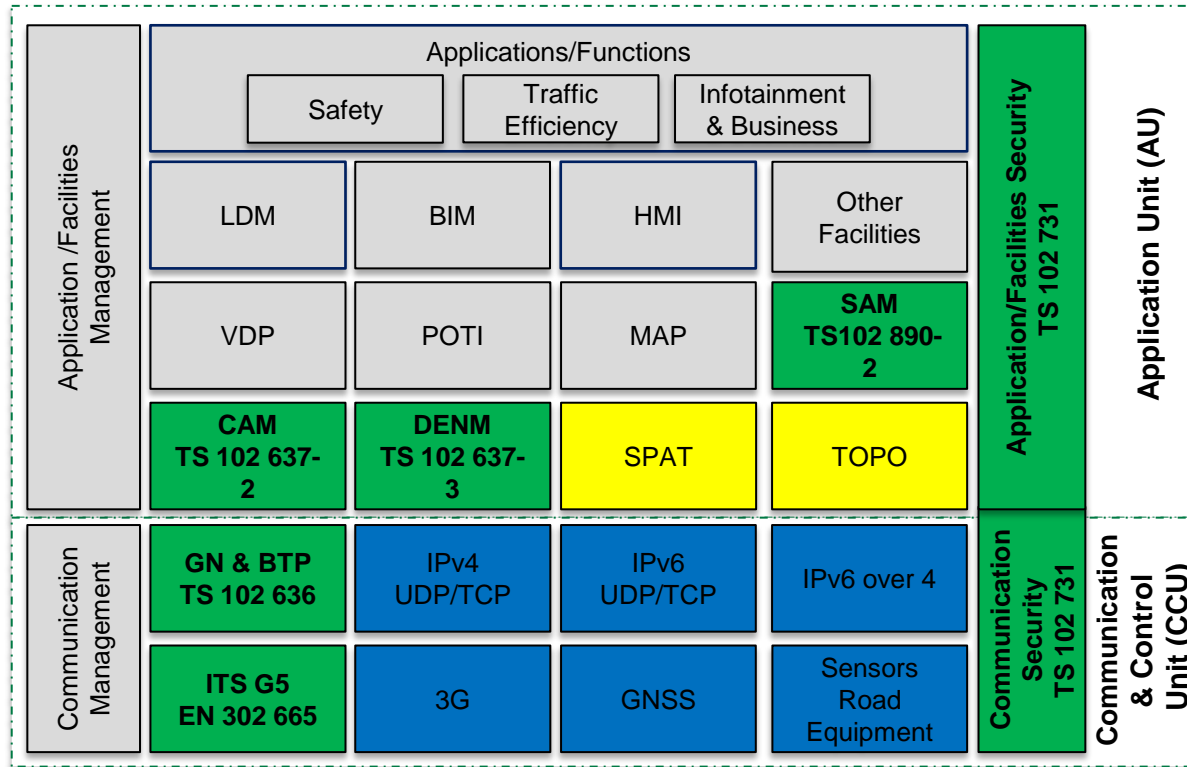 Application /Facilities
Management
Applications/Functions
Safety
Traffic
Efficiency
Infotainment
& Business
LDM
BIM
HMI
Other
Facilities
VDP
POTI
MAP
SAM
TS102 890-
2
CAM
TS 102 637-
2
DENM
TS 102 637-
3
SPAT
TOPO
Application/Facilities Security
TS 102 731
Application Unit (AU)
Communication
Management
GN & BTP
TS 102 636
IPv4
UDP/TCP
IPv6
UDP/TCP
IPv6 over 4
ITS G5
EN 302 665
3G
GNSS
Sensors
Road
Equipment
Communication
Security
TS 102 731
Communication
& Control
Unit (CCU)